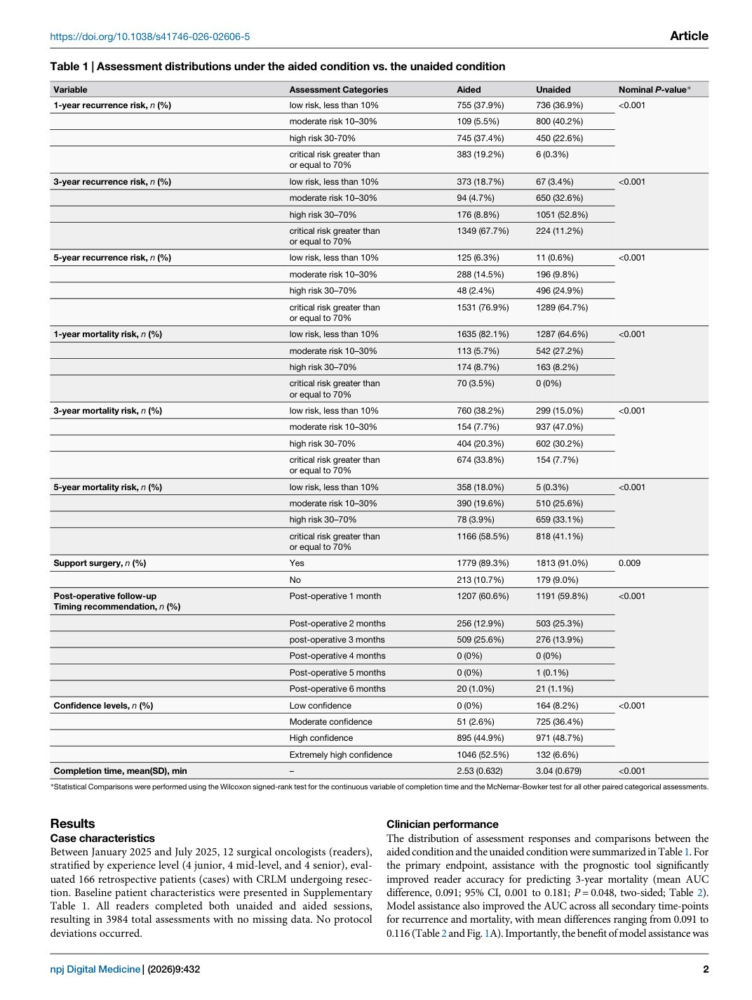 https://doi.org/10.1038/s41746-026-02606-5
Article
Table 1 | Assessment distributions under the aided condition vs. the unaided condition
Variable Assessment Categories Aided Unaided Nominal P-value*
1-year recurrence risk, n (%) low risk, less than 10% 755 (37.9%) 736 (36.9%) <0.001
moderate risk 10–30% 109 (5.5%) 800 (40.2%)
high risk 30-70% 745 (37.4%) 450 (22.6%)
critical risk greater than
or equal to 70% 383 (19.2%) 6 (0.3%)
3-year recurrence risk, n (%) low risk, less than 10% 373 (18.7%) 67 (3.4%) <0.001
moderate risk 10–30% 94 (4.7%) 650 (32.6%)
high risk 30–70% 176 (8.8%) 1051 (52.8%)
critical risk greater than
or equal to 70% 1349 (67.7%) 224 (11.2%)
5-year recurrence risk, n (%) low risk, less than 10% 125 (6.3%) 11 (0.6%) <0.001
moderate risk 10–30% 288 (14.5%) 196 (9.8%)
high risk 30–70% 48 (2.4%) 496 (24.9%)
critical risk greater than
or equal to 70% 1531 (76.9%) 1289 (64.7%)
1-year mortality risk, n (%) low risk, less than 10% 1635 (82.1%) 1287 (64.6%) <0.001
moderate risk 10–30% 113 (5.7%) 542 (27.2%)
high risk 30–70% 174 (8.7%) 163 (8.2%)
critical risk greater than
or equal to 70% 70 (3.5%) 0 (0%)
3-year mortality risk, n (%) low risk, less than 10% 760 (38.2%) 299 (15.0%) <0.001
moderate risk 10–30% 154 (7.7%) 937 (47.0%)
high risk 30-70% 404 (20.3%) 602 (30.2%)
critical risk greater than
or equal to 70% 674 (33.8%) 154 (7.7%)
5-year mortality risk, n (%) low risk, less than 10% 358 (18.0%) 5 (0.3%) <0.001
moderate risk 10–30% 390 (19.6%) 510 (25.6%)
high risk 30–70% 78 (3.9%) 659 (33.1%)
critical risk greater than
or equal to 70% 1166 (58.5%) 818 (41.1%)
Support surgery, n (%) Yes 1779 (89.3%) 1813 (91.0%) 0.009
No 213 (10.7%) 179 (9.0%)
Post-operative follow-up
Timing recommendation, n (%) Post-operative 1 month 1207 (60.6%) 1191 (59.8%) <0.001
Post-operative 2 months 256 (12.9%) 503 (25.3%)
post-operative 3 months 509 (25.6%) 276 (13.9%)
Post-operative 4 months 0 (0%) 0 (0%)
Post-operative 5 months 0 (0%) 1 (0.1%)
Post-operative 6 months 20 (1.0%) 21 (1.1%)
Confidence levels, n (%) Low confidence 0 (0%) 164 (8.2%) <0.001
Moderate confidence 51 (2.6%) 725 (36.4%)
High confidence 895 (44.9%) 971 (48.7%)
Extremely high confidence 1046 (52.5%) 132 (6.6%)
Completion time, mean(SD), min – 2.53 (0.632) 3.04 (0.679) <0.001
*Statistical Comparisons were performed using the Wilcoxon signed-rank test for the continuous variable of completion time and the McNemar-Bowker test for all other paired categorical assessments.
Results
Case characteristics
Between January 2025 and July 2025, 12 surgical oncologists (readers),
stratified by experience level (4 junior, 4 mid-level, and 4 senior), eval-
uated 166 retrospective patients (cases) with CRLM undergoing resec-
tion. Baseline patient characteristics were presented in Supplementary
Table 1. All readers completed both unaided and aided sessions,
resulting in 3984 total assessments with no missing data. No protocol
deviations occurred.
Clinician performance
The distribution of assessment responses and comparisons between the
aided condition and the unaided condition were summarized in Table 1. For
the primary endpoint, assistance with the prognostic tool significantly
improved reader accuracy for predicting 3-year mortality (mean AUC
difference, 0.091; 95% CI, 0.001 to 0.181; P = 0.048, two-sided; Table 2).
Model assistance also improved the AUC across all secondary time-points
for recurrence and mortality, with mean differences ranging from 0.091 to
0.116 (Table 2 and Fig. 1A). Importantly, the benefit of model assistance was
npj Digital Medicine | (2026)9:432
2